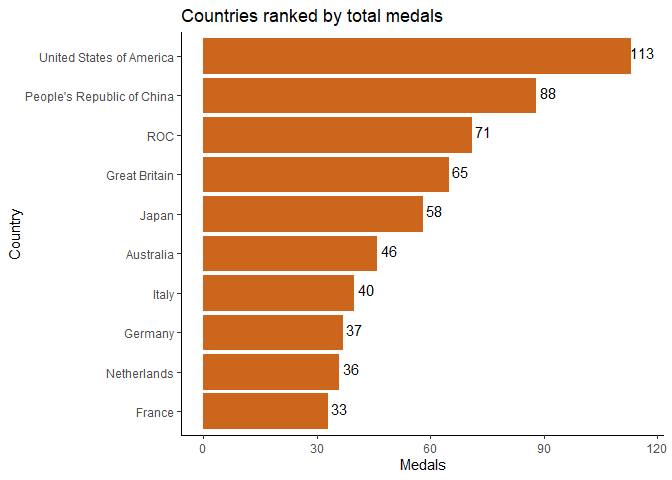 Countries ranked by total medals
United States of America 113
People's Republic of China 88
ROC 71
Great Britain 65
Japan 58
Australia 46
Italy 40
Germany 37
Netherlands 36
France 33
Country
0 30 60 90 120
Medals